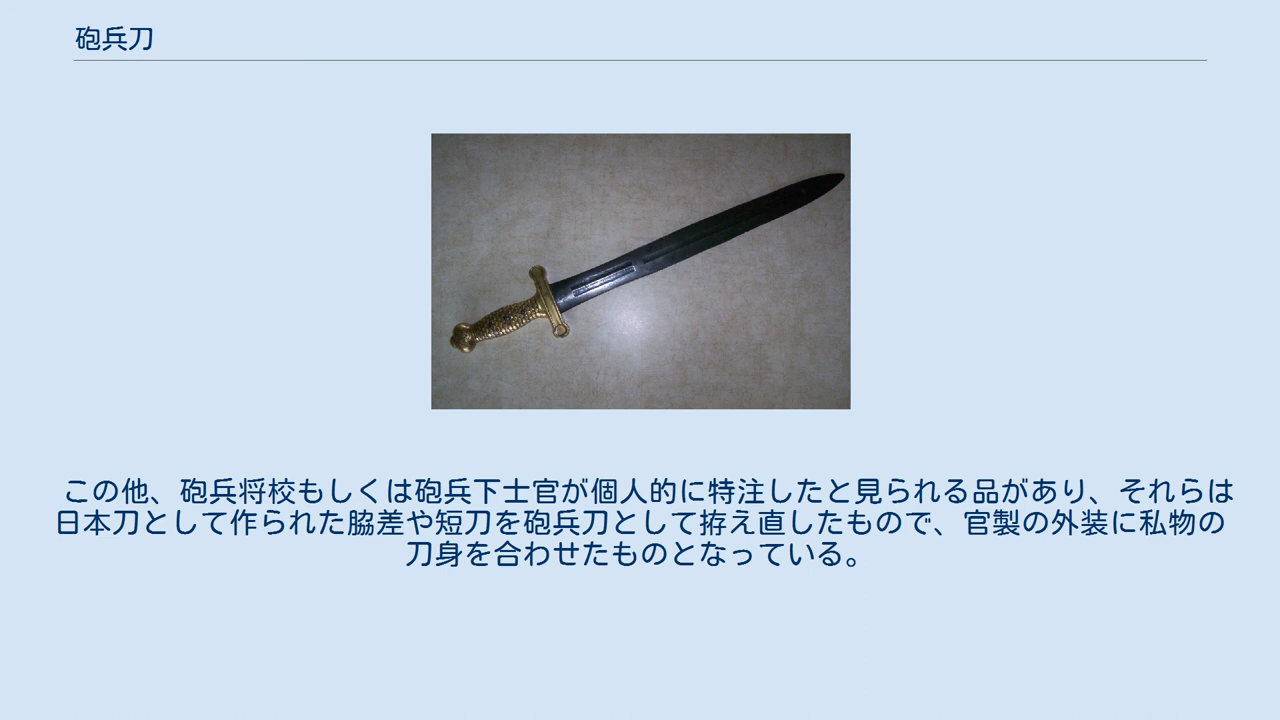 砲兵刀
この他、砲兵将校もしくは砲兵下士官が個人的に特注したと見られる品があり、それらは
日本刀として作られた脇差や短刀を砲兵刀として拵え直したもので、官製の外装に私物の
刀身を合わせたものとなっている。